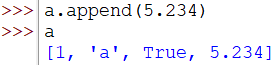 >>> a.append(5.234)
>>> a
[1, 'a', True, 5.234]